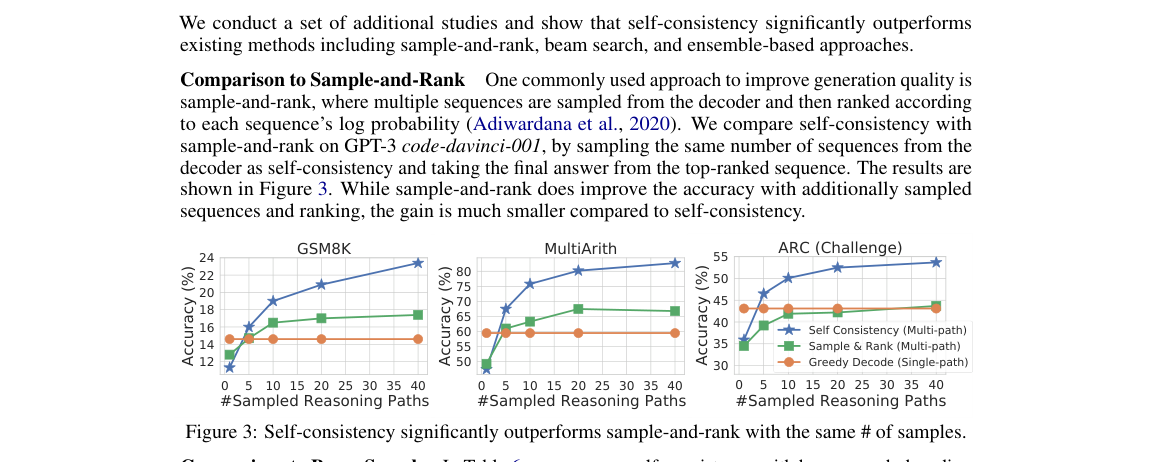 We conduct a set of additional studies and show that self-consistency significantly outperforms
existing methods including sample-and-rank, beam search, and ensemble-based approaches.
Comparison to Sample-and-Rank One commonly used approach to improve generation quality is
sample-and-rank, where multiple sequences are sampled from the decoder and then ranked according
to each sequence's log probability (Adiwardana et al., 2020). We compare self-consistency with
sample-and-rank on GPT-3 code-davinci-001, by sampling the same number of sequences from the
decoder as self-consistency and taking the final answer from the top-ranked sequence. The results are
shown in Figure 3. While sample-and-rank does improve the accuracy with additionally sampled
sequences and ranking, the gain is much smaller compared to self-consistency.
GSM8K
Accuracy (%)
24
22
20
18
16
14
12
0 5 10 15 20 25 30 35 40
#Sampled Reasoning Paths
MultiArith
Accuracy (%)
80
75
70
65
60
55
50
0 5 10 15 20 25 30 35 40
#Sampled Reasoning Paths
ARC (Challenge)
Accuracy (%)
55
50
45
40
35
30
Self Consistency (Multi-path)
Sample & Rank (Multi-path)
Greedy Decode (Single-path)
0 5 10 15 20 25 30 35 40
#Sampled Reasoning Paths
Figure 3: Self-consistency significantly outperforms sample-and-rank with the same # of samples.